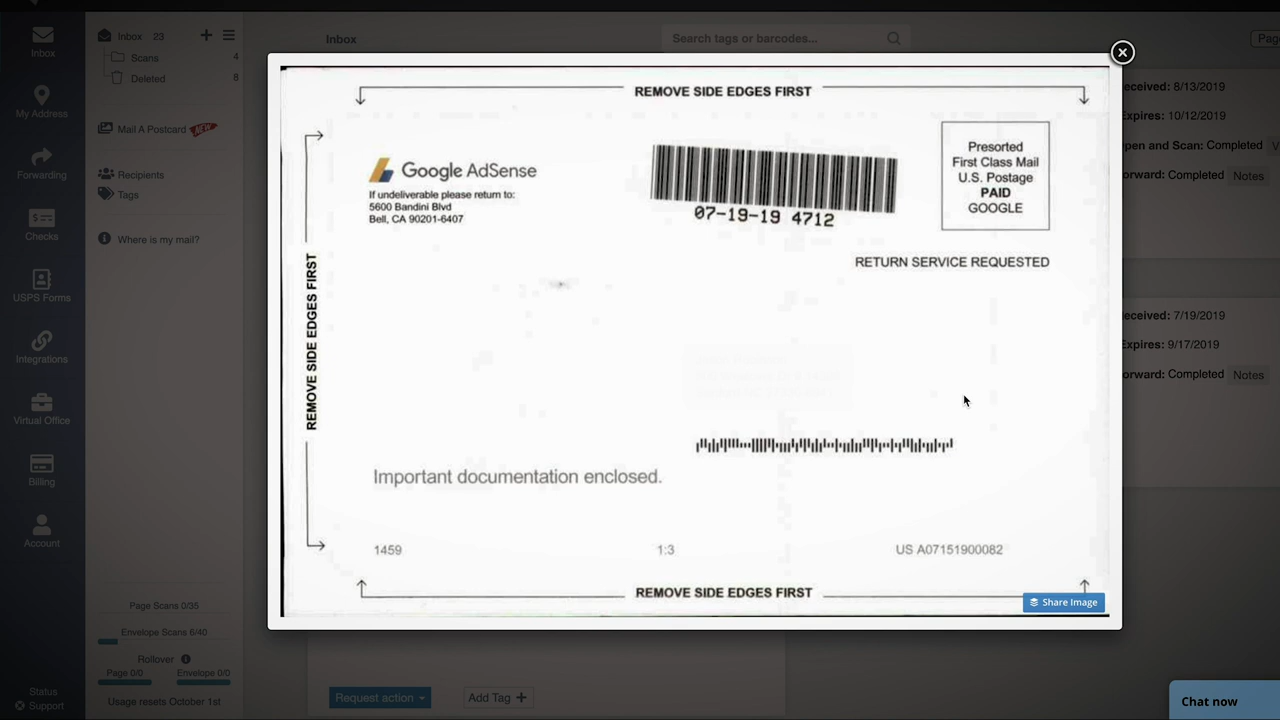 Inbox
My Address
Forwarding
Checks
USPS Forms
Integrations
Virtual Office
Billing
Account
Status
Support
Inbox 23
Scans 4
Deleted 8
Mail A Postcard NEW
Recipients
Tags
Where is my mail?
Page Scans 0/35
Envelope Scans 6/40
Rollover
Page 0/0 Envelope 0/0
Usage resets October 1st
Inbox
Search tags or barcodes...
REMOVE SIDE EDGES FIRST
REMOVE SIDE EDGES FIRST
Google AdSense
If undeliverable please return to:
5600 Bandini Blvd
Bell, CA 90201-6407
07-19-19 4712
Presorted
First Class Mail
U.S. Postage
PAID
GOOGLE
RETURN SERVICE REQUESTED
Important documentation enclosed.
1459 1:3 US A07151900082
REMOVE SIDE EDGES FIRST
Share Image
Request action
Add Tag +
Pag
eceived: 8/13/2019
Expires: 10/12/2019
pen and Scan: Completed V
orward: Completed Notes
eceived: 7/19/2019
Expires: 9/17/2019
orward: Completed Notes
Chat now